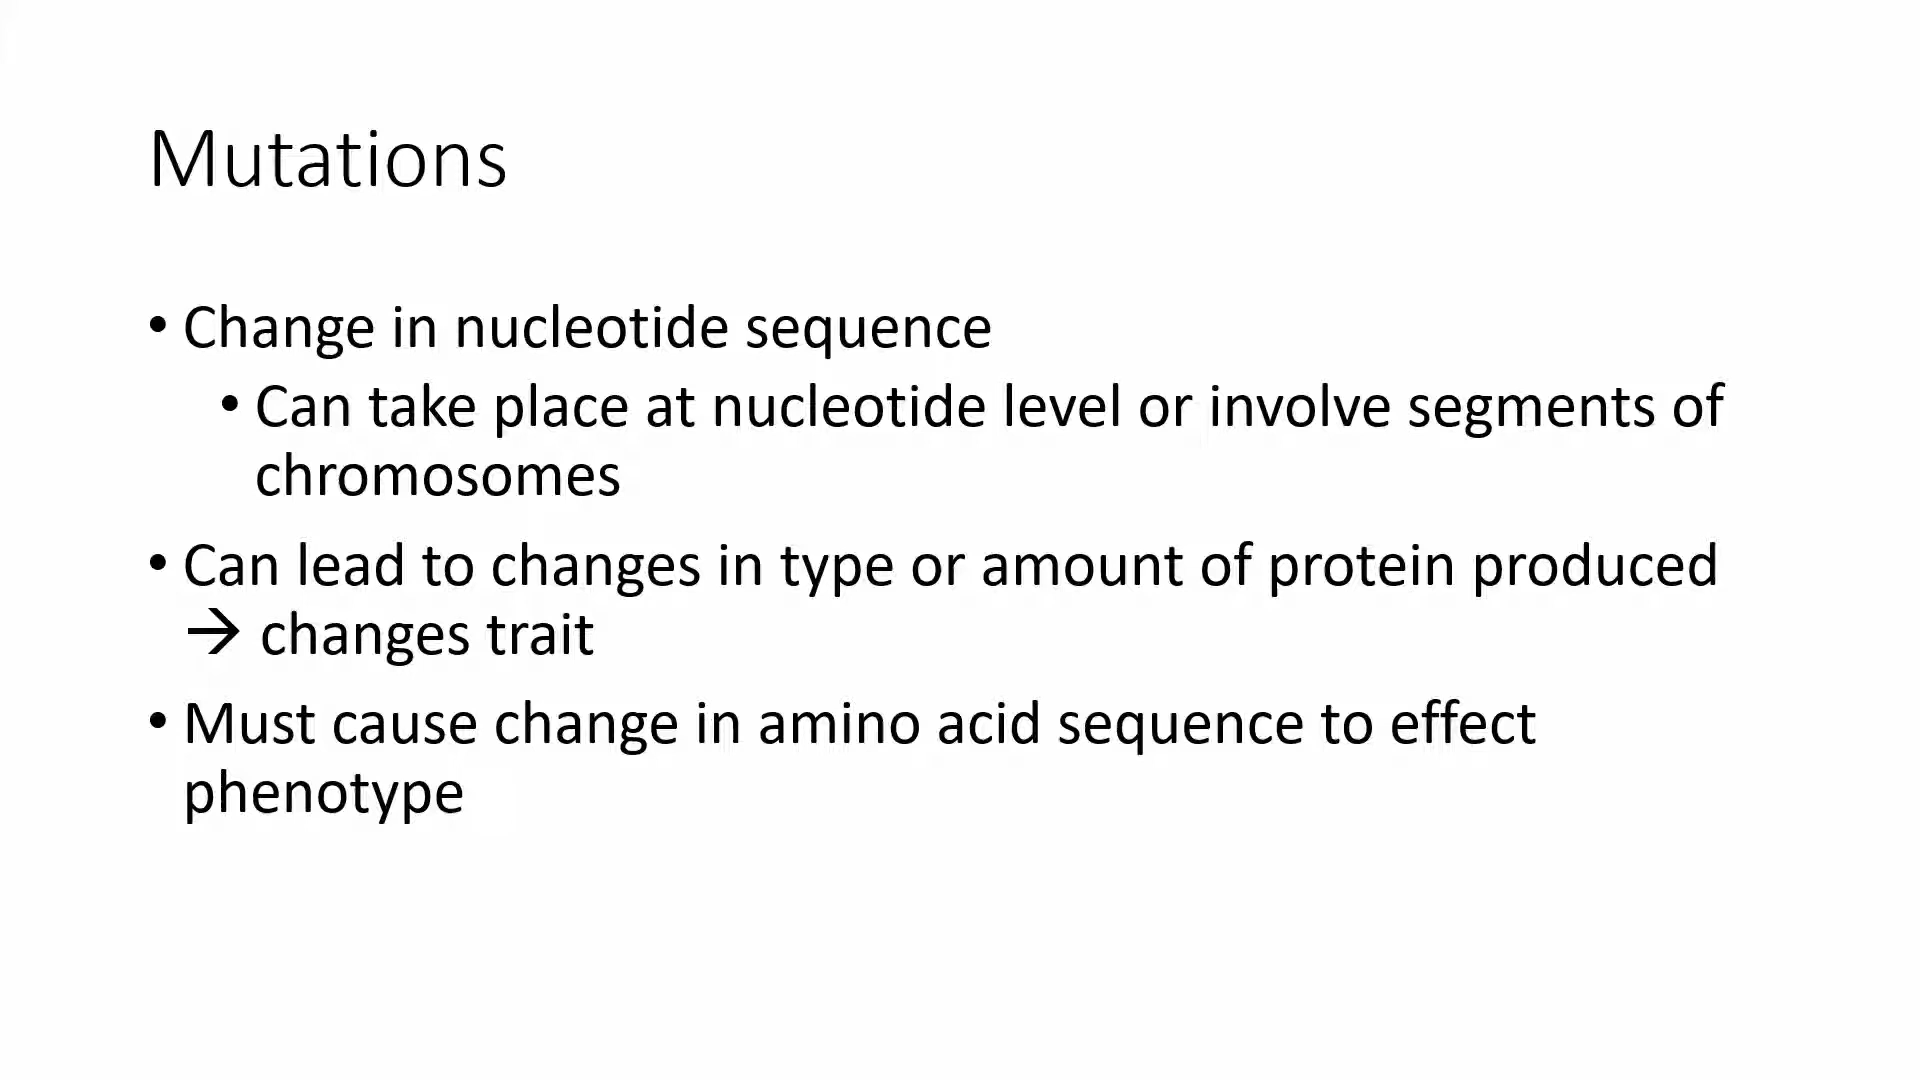 Mutations
• Change in nucleotide sequence
• Can take place at nucleotide level or involve segments of
chromosomes
• Can lead to changes in type or amount of protein produced
→ changes trait
• Must cause change in amino acid sequence to effect
phenotype